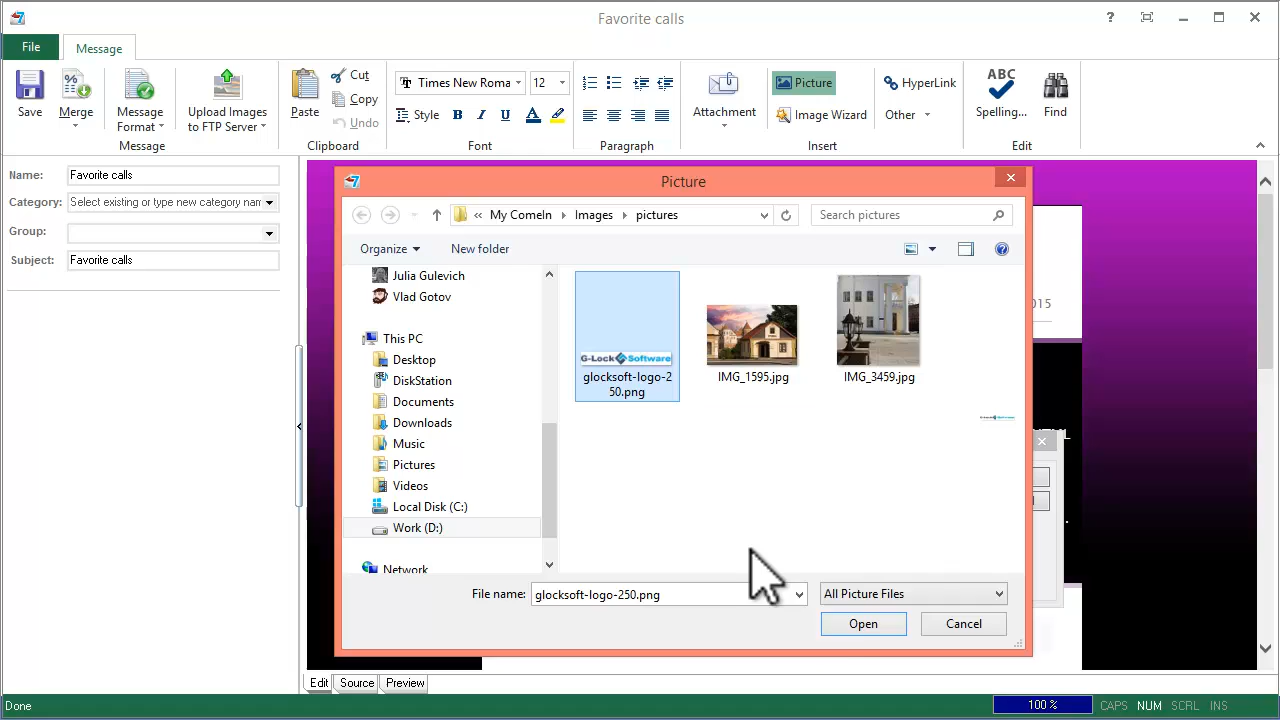 Favorite calls
File
Message
Save
Merge
Message
Format
Upload Images
to FTP Server
Message
Paste
Cut
Copy
Undo
Clipboard
Times New Roma
12
Style
B I U A
Font
Paragraph
Attachment
Picture
Image Wizard
HyperLink
Other
Insert
ABC
Spelling...
Find
Edit
Name:
Favorite calls
Category:
Select existing or type new category nam
Group:
Subject:
Favorite calls
Picture
« My ComeIn
Images
pictures
Search pictures
Organize
New folder
Julia Gulevich
Vlad Gotov
This PC
Desktop
DiskStation
Documents
Downloads
Music
Pictures
Videos
Local Disk (C:)
Work (D:)
Network
G-Lock Software
glocksoft-logo-2
50.png
IMG_1595.jpg
IMG_3459.jpg
015
File name:
glocksoft-logo-250.png
All Picture Files
Open
Cancel
Edit
Source
Preview
Done
100 %
CAPS
NUM
SCRL
INS